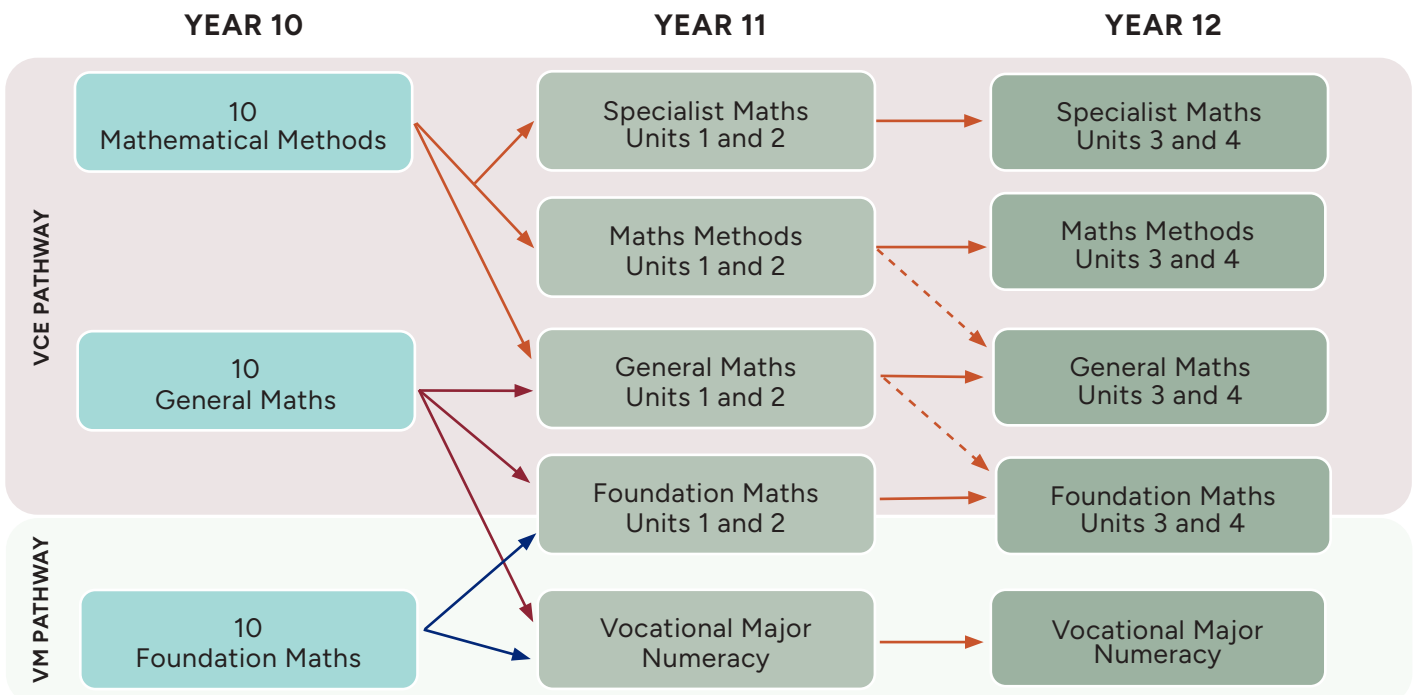 YEAR 10
YEAR 11
YEAR 12
VCE PATHWAY
10
Mathematical Methods
Specialist Maths
Units 1 and 2
Specialist Maths
Units 3 and 4
Maths Methods
Units 1 and 2
Maths Methods
Units 3 and 4
10
General Maths
General Maths
Units 1 and 2
General Maths
Units 3 and 4
Foundation Maths
Units 1 and 2
Foundation Maths
Units 3 and 4
VM PATHWAY
10
Foundation Maths
Vocational Major
Numeracy
Vocational Major
Numeracy